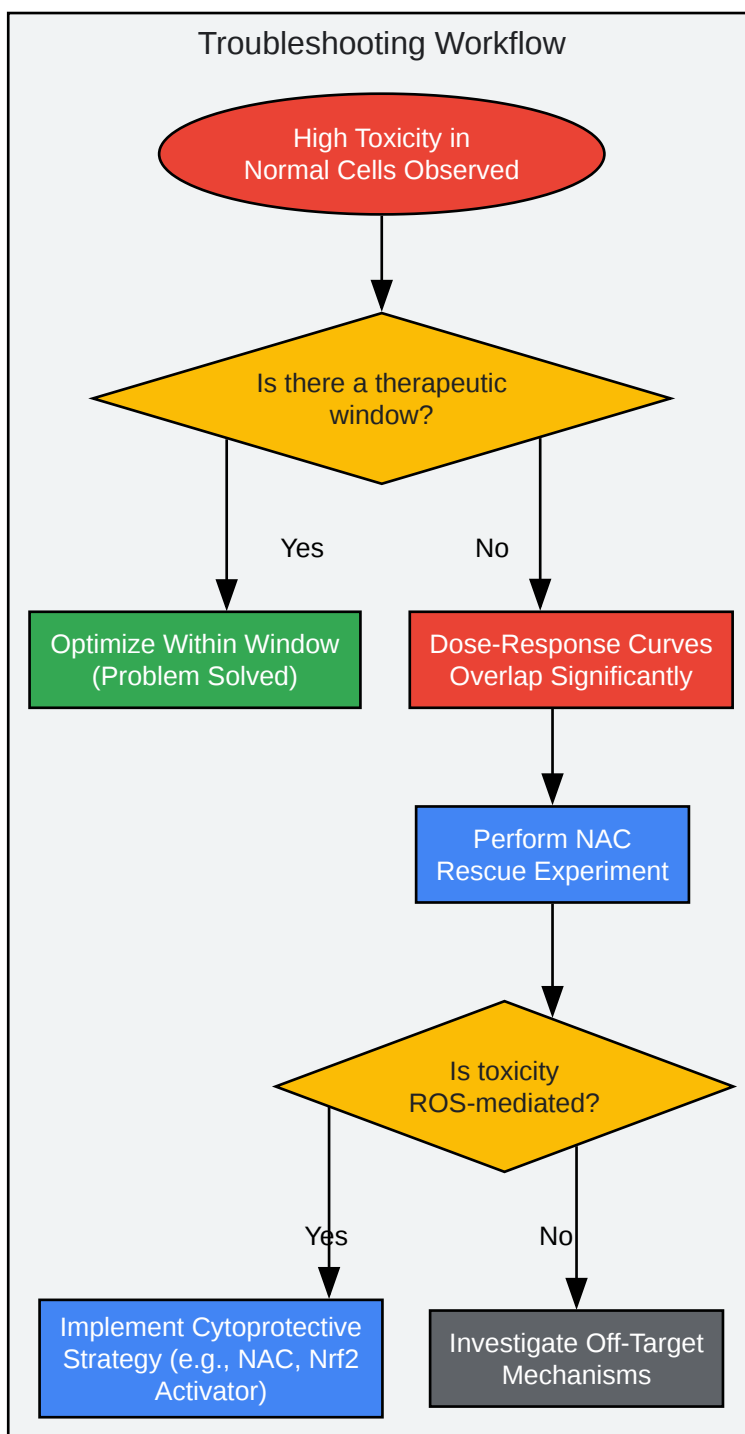 Troubleshooting Workflow
High Toxicity in
Normal Cells Observed
Is there a therapeutic
window?
Yes
No
Optimize Within Window
(Problem Solved)
Dose-Response Curves
Overlap Significantly
Perform NAC
Rescue Experiment
Is toxicity
ROS-mediated?
Yes
No
Implement Cytoprotective
Strategy (e.g., NAC, Nrf2
Activator)
Investigate Off-Target
Mechanisms